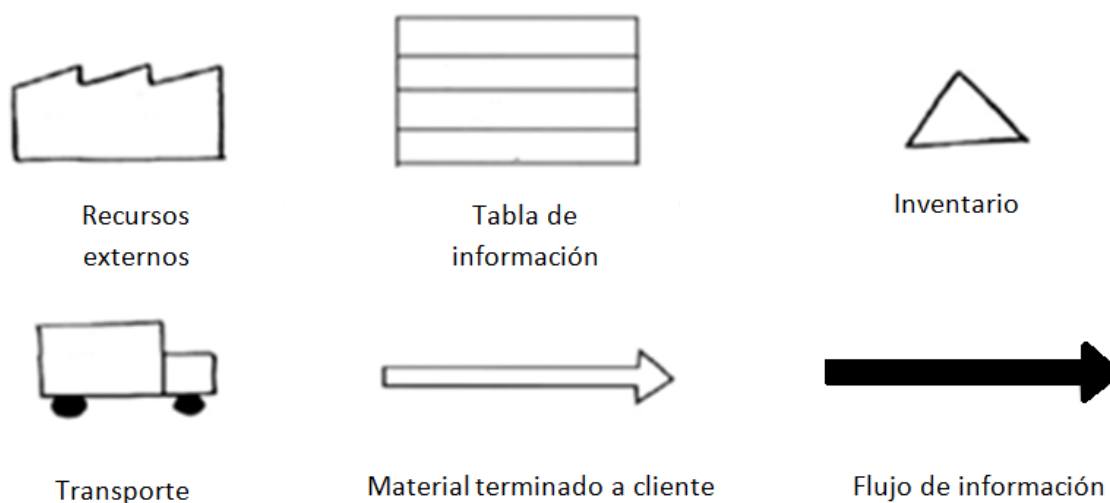 Recursos
externos
Tabla de
información
Inventario
Transporte
Material terminado a cliente
Flujo de información